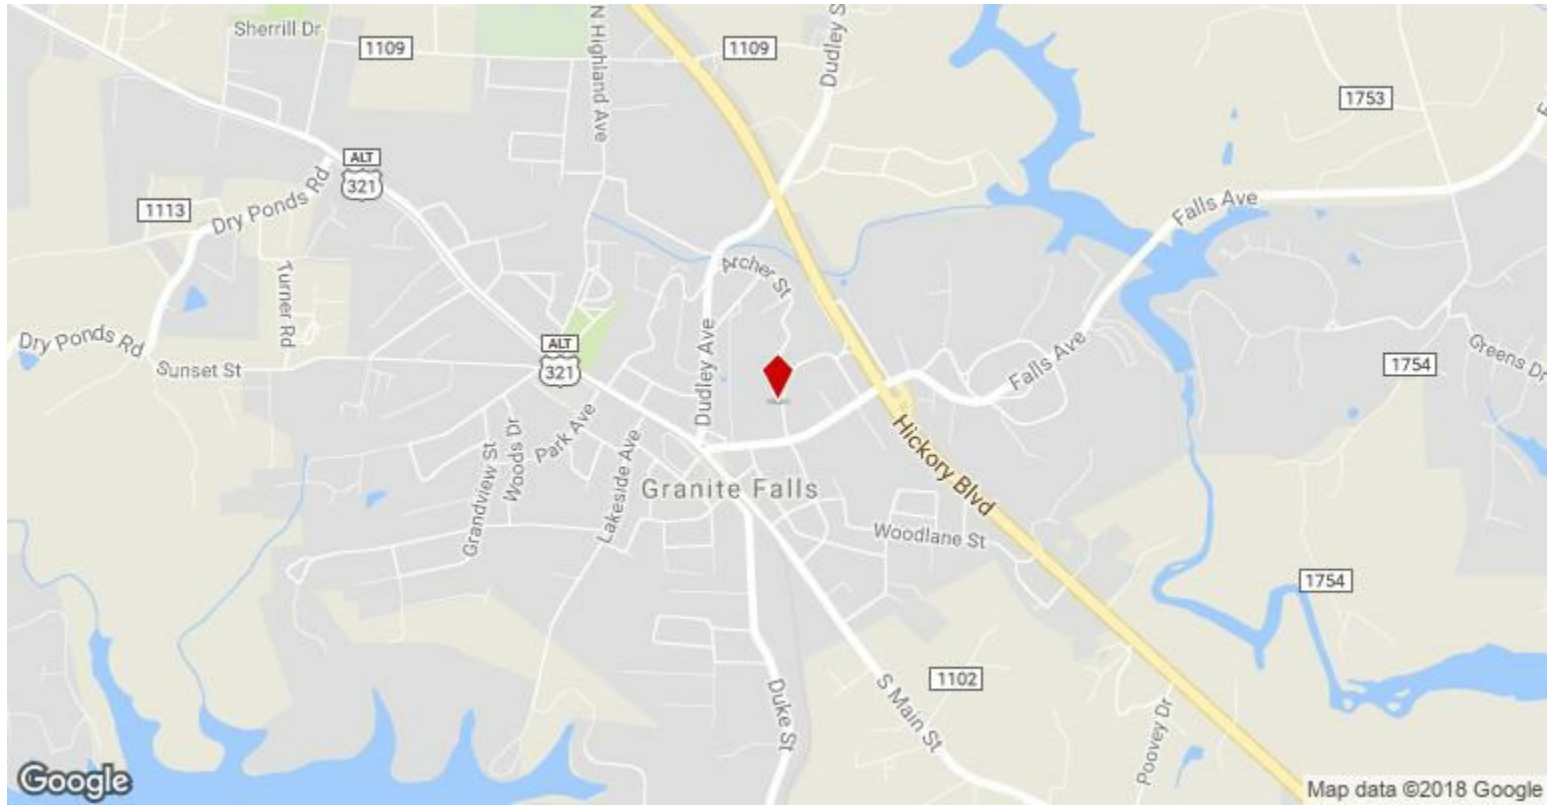 Sherrill Dr
1109
N Highland Ave
1109
Dudley S
1753
ALT
321
1113
Dry Ponds Rd
Falls Ave
Archer St
Turner Rd
Dry Ponds Rd
Sunset St
ALT
321
Dudley Ave
Falls Ave
1754
Greens Dr
Hickory Blvd
Park Ave
Woods Dr
Grandview St
Lakeside Ave
Granite Falls
Woodlane St
1754
1102
Duke St
S Main St
Poovey Dr
Google
Map data ©2018 Google